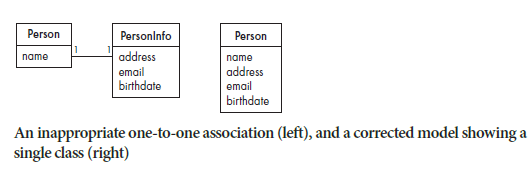 Person
name
1
1
PersonInfo
address
email
birthdate
Person
name
address
email
birthdate
An inappropriate one-to-one association (left), and a corrected model showing a
single class (right)